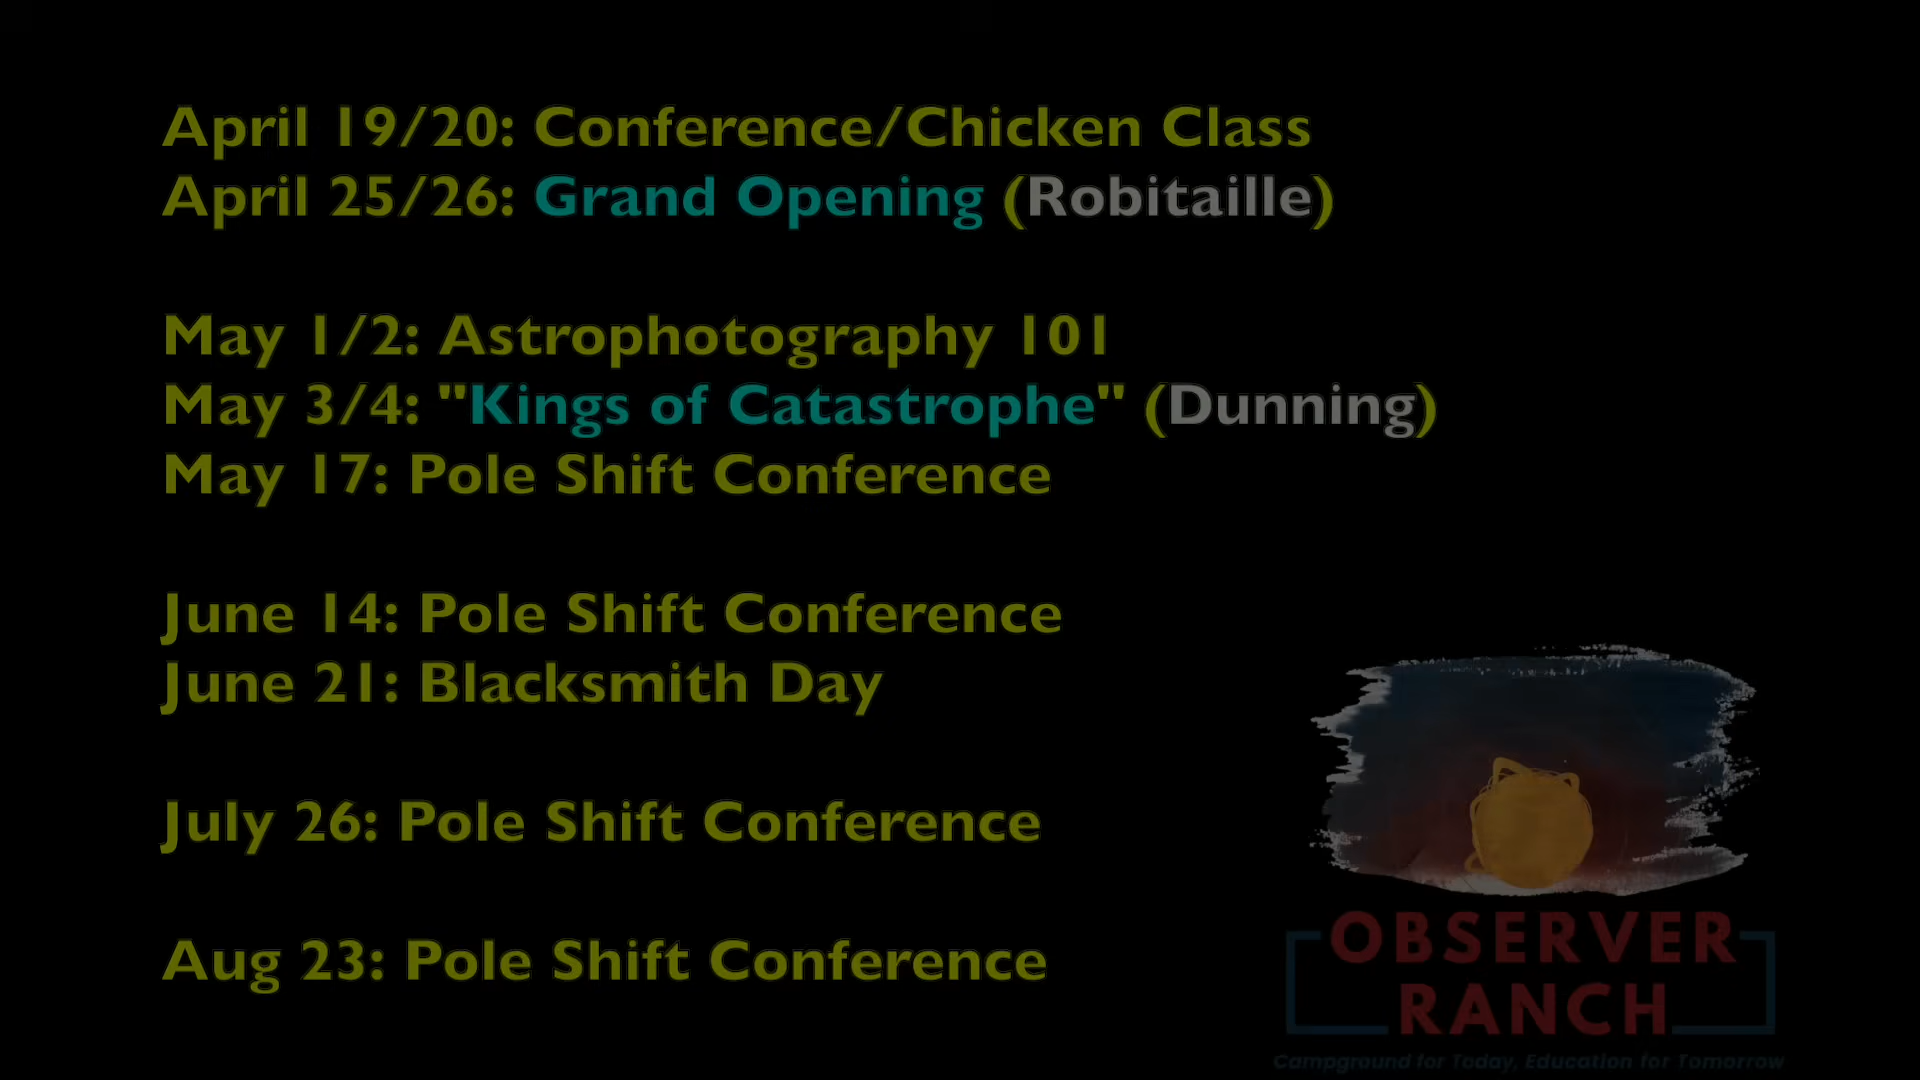 April 19/20: Conference/Chicken Class
April 25/26: Grand Opening (Robitaille)
May 1/2: Astrophotography 101
May 3/4: "Kings of Catastrophe" (Dunning)
May 17: Pole Shift Conference
June 14: Pole Shift Conference
June 21: Blacksmith Day
July 26: Pole Shift Conference
Aug 23: Pole Shift Conference
OBSERVER
RANCH
Campground for Today, Education for Tomorrow